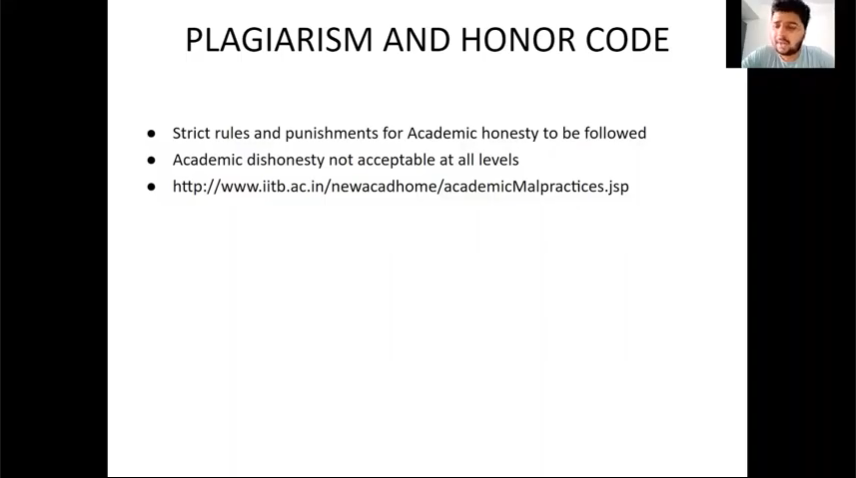 PLAGIARISM AND HONOR CODE
● Strict rules and punishments for Academic honesty to be followed
● Academic dishonesty not acceptable at all levels
● http://www.iitb.ac.in/newacadhome/academicMalpractices.jsp